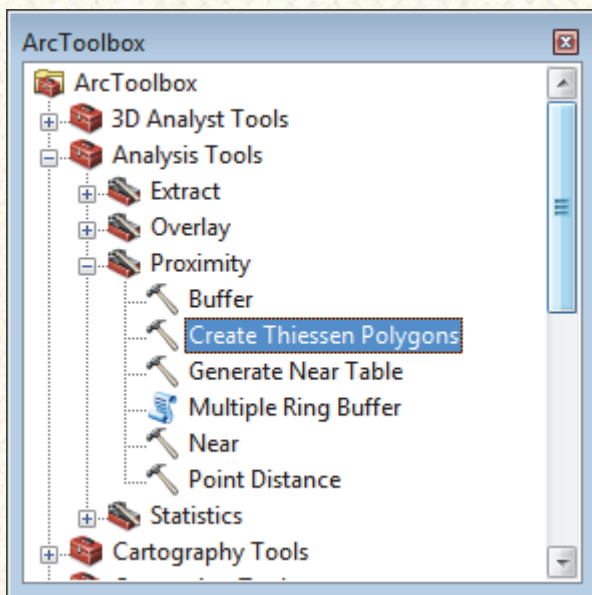 ArcToolbox
ArcToolbox
3D Analyst Tools
Analysis Tools
Extract
Overlay
Proximity
Buffer
Create Thiessen Polygons
Generate Near Table
Multiple Ring Buffer
Near
Point Distance
Statistics
Cartography Tools